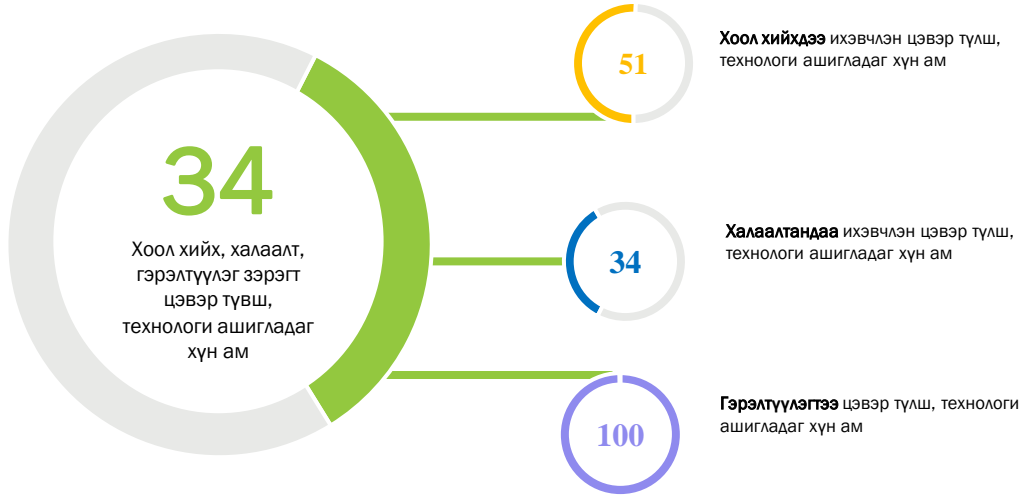 34
Хоол хийх, халаалт,
гэрэлтүүлэг зэрэгт
цэвэр түвш,
технологи ашигладаг
хүн ам
51
Хоол хийхдээ ихэвчлэн цэвэр түлш,
технологи ашигладаг хүн ам
34
Халаалтандаа ихэвчлэн цэвэр түлш,
технологи ашигладаг хүн ам
100
Гэрэлтүүлэгтээ цэвэр түлш, технологи
ашигладаг хүн ам